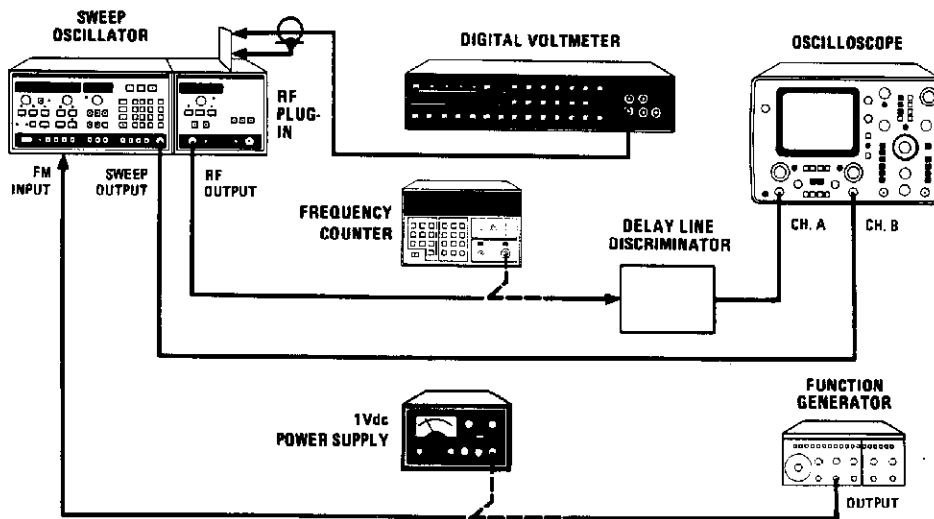 SWEEP
OSCILLATOR
DIGITAL VOLTMETER
OSCILLOSCOPE
RF
PLUG-
IN
FM
INPUT
SWEEP
OUTPUT
RF
OUTPUT
FREQUENCY
COUNTER
DELAY LINE
DISCRIMINATOR
CH. A
CH. B
1Vdc
POWER SUPPLY
FUNCTION
GENERATOR
OUTPUT